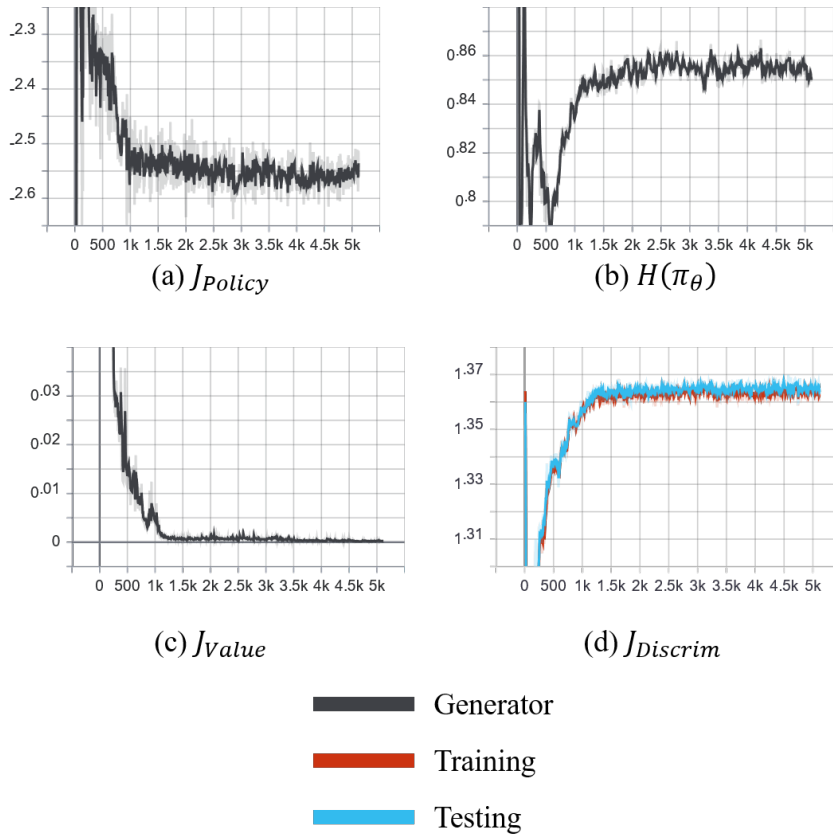 -2.3
-2.4
-2.5
-2.6
0 500 1k 1.5k 2k 2.5k 3k 3.5k 4k 4.5k 5k
(a) J_Policy
0.86
0.84
0.82
0.8
0 500 1k 1.5k 2k 2.5k 3k 3.5k 4k 4.5k 5k
(b) H(π_θ)
0.03
0.02
0.01
0
0 500 1k 1.5k 2k 2.5k 3k 3.5k 4k 4.5k 5k
(c) J_Value
1.37
1.35
1.33
1.31
0 500 1k 1.5k 2k 2.5k 3k 3.5k 4k 4.5k 5k
(d) J_Discrim
Generator
Training
Testing